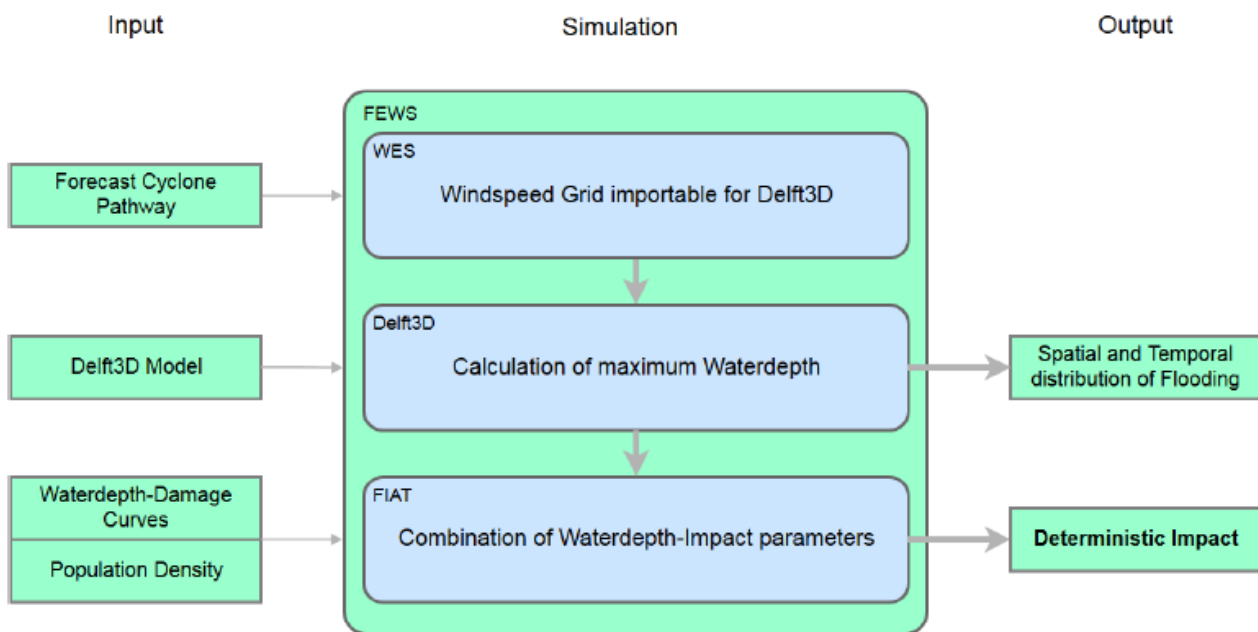 Input
Simulation
Output
FEWS
WES
Windspeed Grid importable for Delft3D
Forecast Cyclone
Pathway
Delft3D
Calculation of maximum Waterdepth
Delft3D Model
Spatial and Temporal
distribution of Flooding
Waterdepth-Damage
Curves
Population Density
FIAT
Combination of Waterdepth-Impact parameters
Deterministic Impact